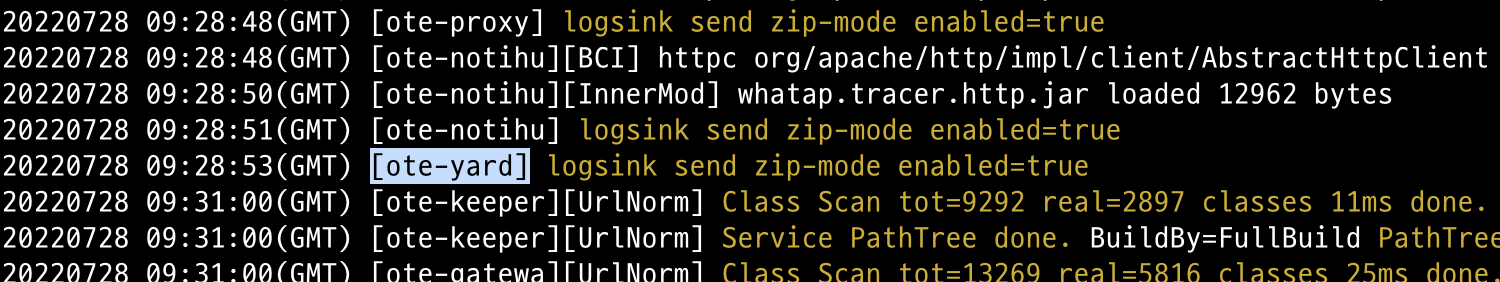 20220728 09:28:48(GMT) [ote-proxy] logsink send zip-mode enabled=true
20220728 09:28:48(GMT) [ote-notihu][BCI] httpc org/apache/http/impl/client/AbstractHttpClient
20220728 09:28:50(GMT) [ote-notihu][InnerMod] whatap.tracer.http.jar loaded 12962 bytes
20220728 09:28:51(GMT) [ote-notihu] logsink send zip-mode enabled=true
20220728 09:28:53(GMT) [ote-yard] logsink send zip-mode enabled=true
20220728 09:31:00(GMT) [ote-keeper][UrlNorm] Class Scan tot=9292 real=2897 classes 11ms done.
20220728 09:31:00(GMT) [ote-keeper][UrlNorm] Service PathTree done. BuildBy=FullBuild PathTree
20220728 09:31:00(GMT) [ote-gatewa][UrlNorm] Class Scan tot=13269 real=5816 classes 25ms done.